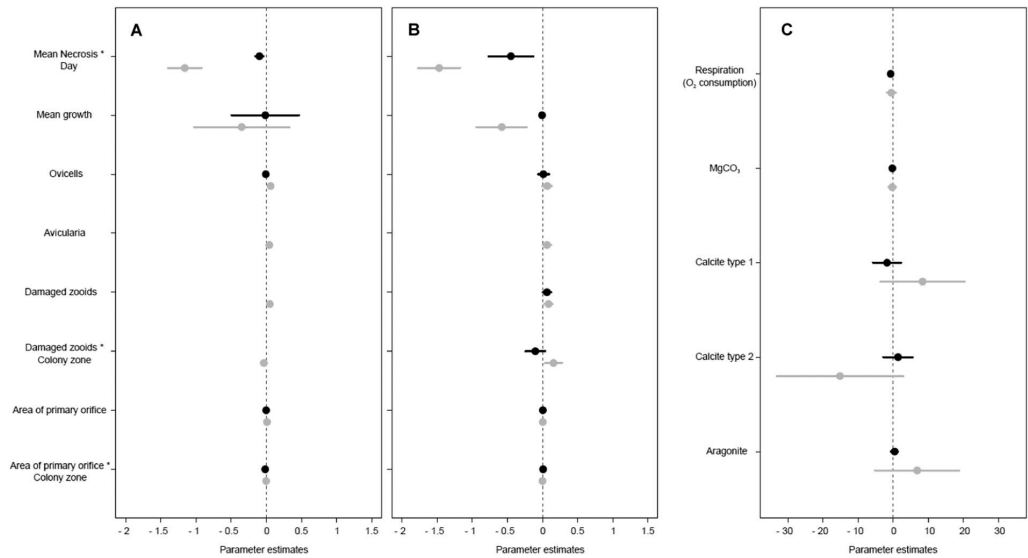 A
B
C
Mean Necrosis *
Day
Mean growth
Ovicells
Avicularia
Damaged zooids
Damaged zooids *
Colony zone
Area of primary orifice
Area of primary orifice *
Colony zone
Respiration
(O₂ consumption)
MgCO₃
Calcite type 1
Calcite type 2
Aragonite
- 2 - 1.5 - 1 - 0.5 0 0.5 1 1.5
- 2 - 1.5 - 1 - 0.5 0 0.5 1 1.5
- 30 - 20 - 10 0 10 20 30
Parameter estimates
Parameter estimates
Parameter estimates